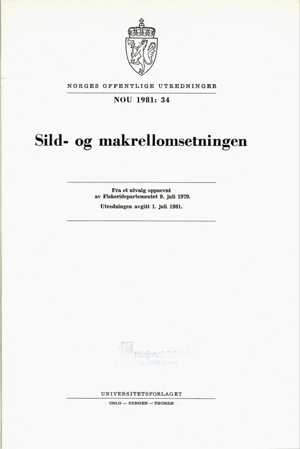 NORGES OFFENTLIGE UTREDNINGER
NOU 1981: 34
Sild- og makrellomsetningen
Fra et utvalg oppnevnt
av Fiskeridepartementet 9. juli 1979.
Utredningen avgitt 1. juli 1981.
UNIVERSITETSFORLAGET
OSLO — BERGEN — TROMSØ